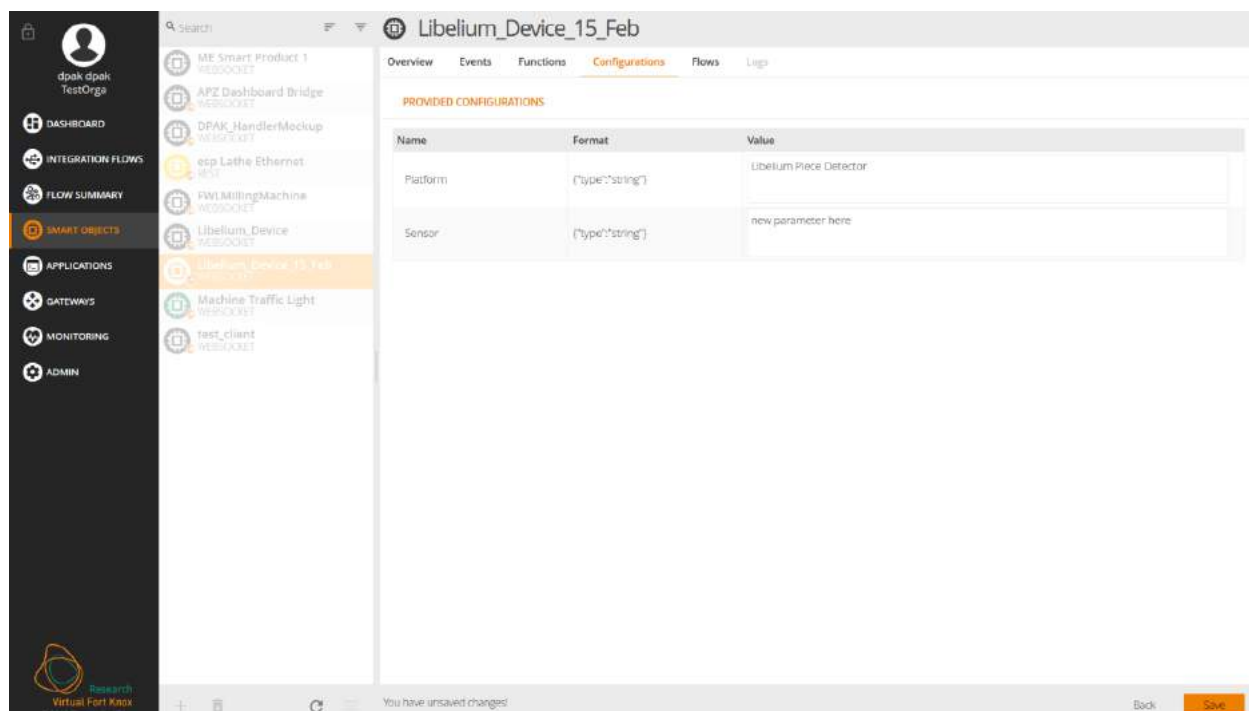 dpak dpak
TestOrga
DASHBOARD
INTEGRATION FLOWS
FLOW SUMMARY
SMART OBJECTS
APPLICATIONS
GATEWAYS
MONITORING
ADMIN
Research
Virtual Fort Knox
Search
ME Smart Product 1
WEBSOCKET
APZ Dashboard Bridge
WEBSOCKET
DPAK_HandlerMockup
WEBSOCKET
esp Lathe Ethernet
REST
FWLMillingMachine
WEBSOCKET
Libelium_Device
WEBSOCKET
Libelium_Device_15_Feb
WEBSOCKET
Machine Traffic Light
WEBSOCKET
test_client
WEBSOCKET
Libelium_Device_15_Feb
Overview Events Functions Configurations Flows Logs
PROVIDED CONFIGURATIONS
Name Format Value
Platform {"type":"string"} Libelium Piece Detector
Sensor {"type":"string"} new parameter here
You have unsaved changes!
Back Save